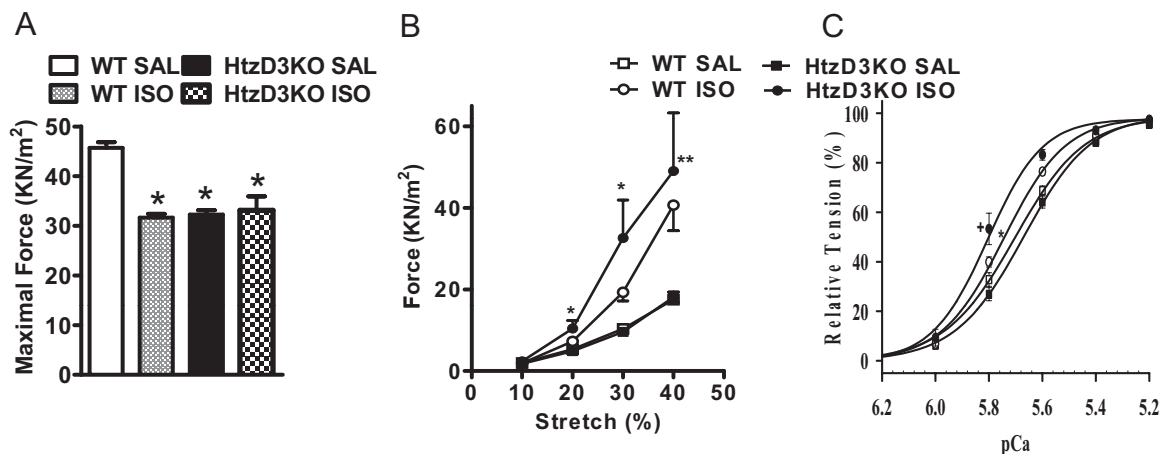 A
WT SAL HtzD3KO SAL
WT ISO HtzD3KO ISO
Maximal Force (KN/m²)
50
40
30
20
10
0
* * *
B
WT SAL HtzD3KO SAL
WT ISO HtzD3KO ISO
Force (KN/m²)
60
40
20
0
*
*
**
0 10 20 30 40 50
Stretch (%)
C
Relative Tension (%)
100
80
60
40
20
0
+ *
6.2 6.0 5.8 5.6 5.4 5.2
pCa